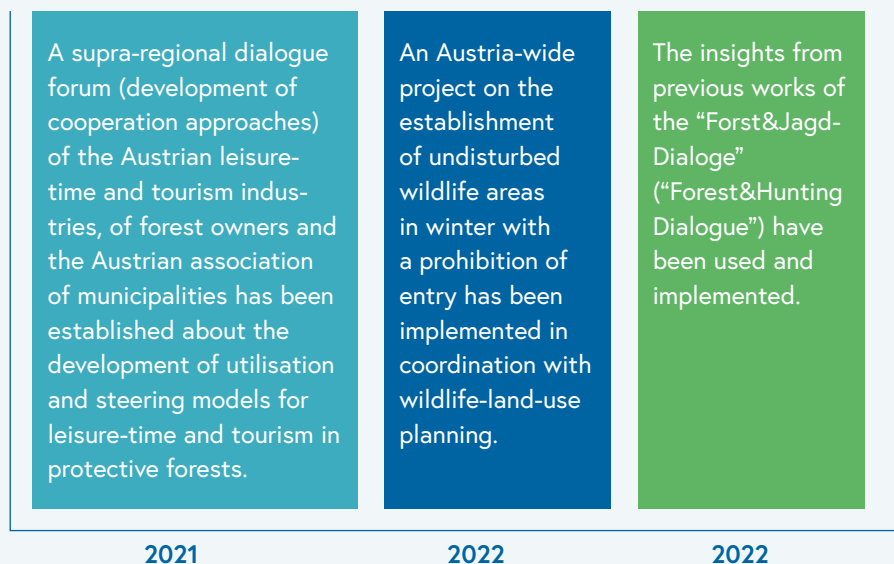 A supra-regional dialogue
forum (development of
cooperation approaches)
of the Austrian leisure-
time and tourism indus-
tries, of forest owners and
the Austrian association
of municipalities has been
established about the
development of utilisation
and steering models for
leisure-time and tourism in
protective forests.
An Austria-wide
project on the
establishment
of undisturbed
wildlife areas
in winter with
a prohibition of
entry has been
implemented in
coordination with
wildlife-land-use
planning.
The insights from
previous works of
the “Forst&Jagd-
Dialoge”
(“Forest&Hunting
Dialogue”) have
been used and
implemented.
2021
2022
2022